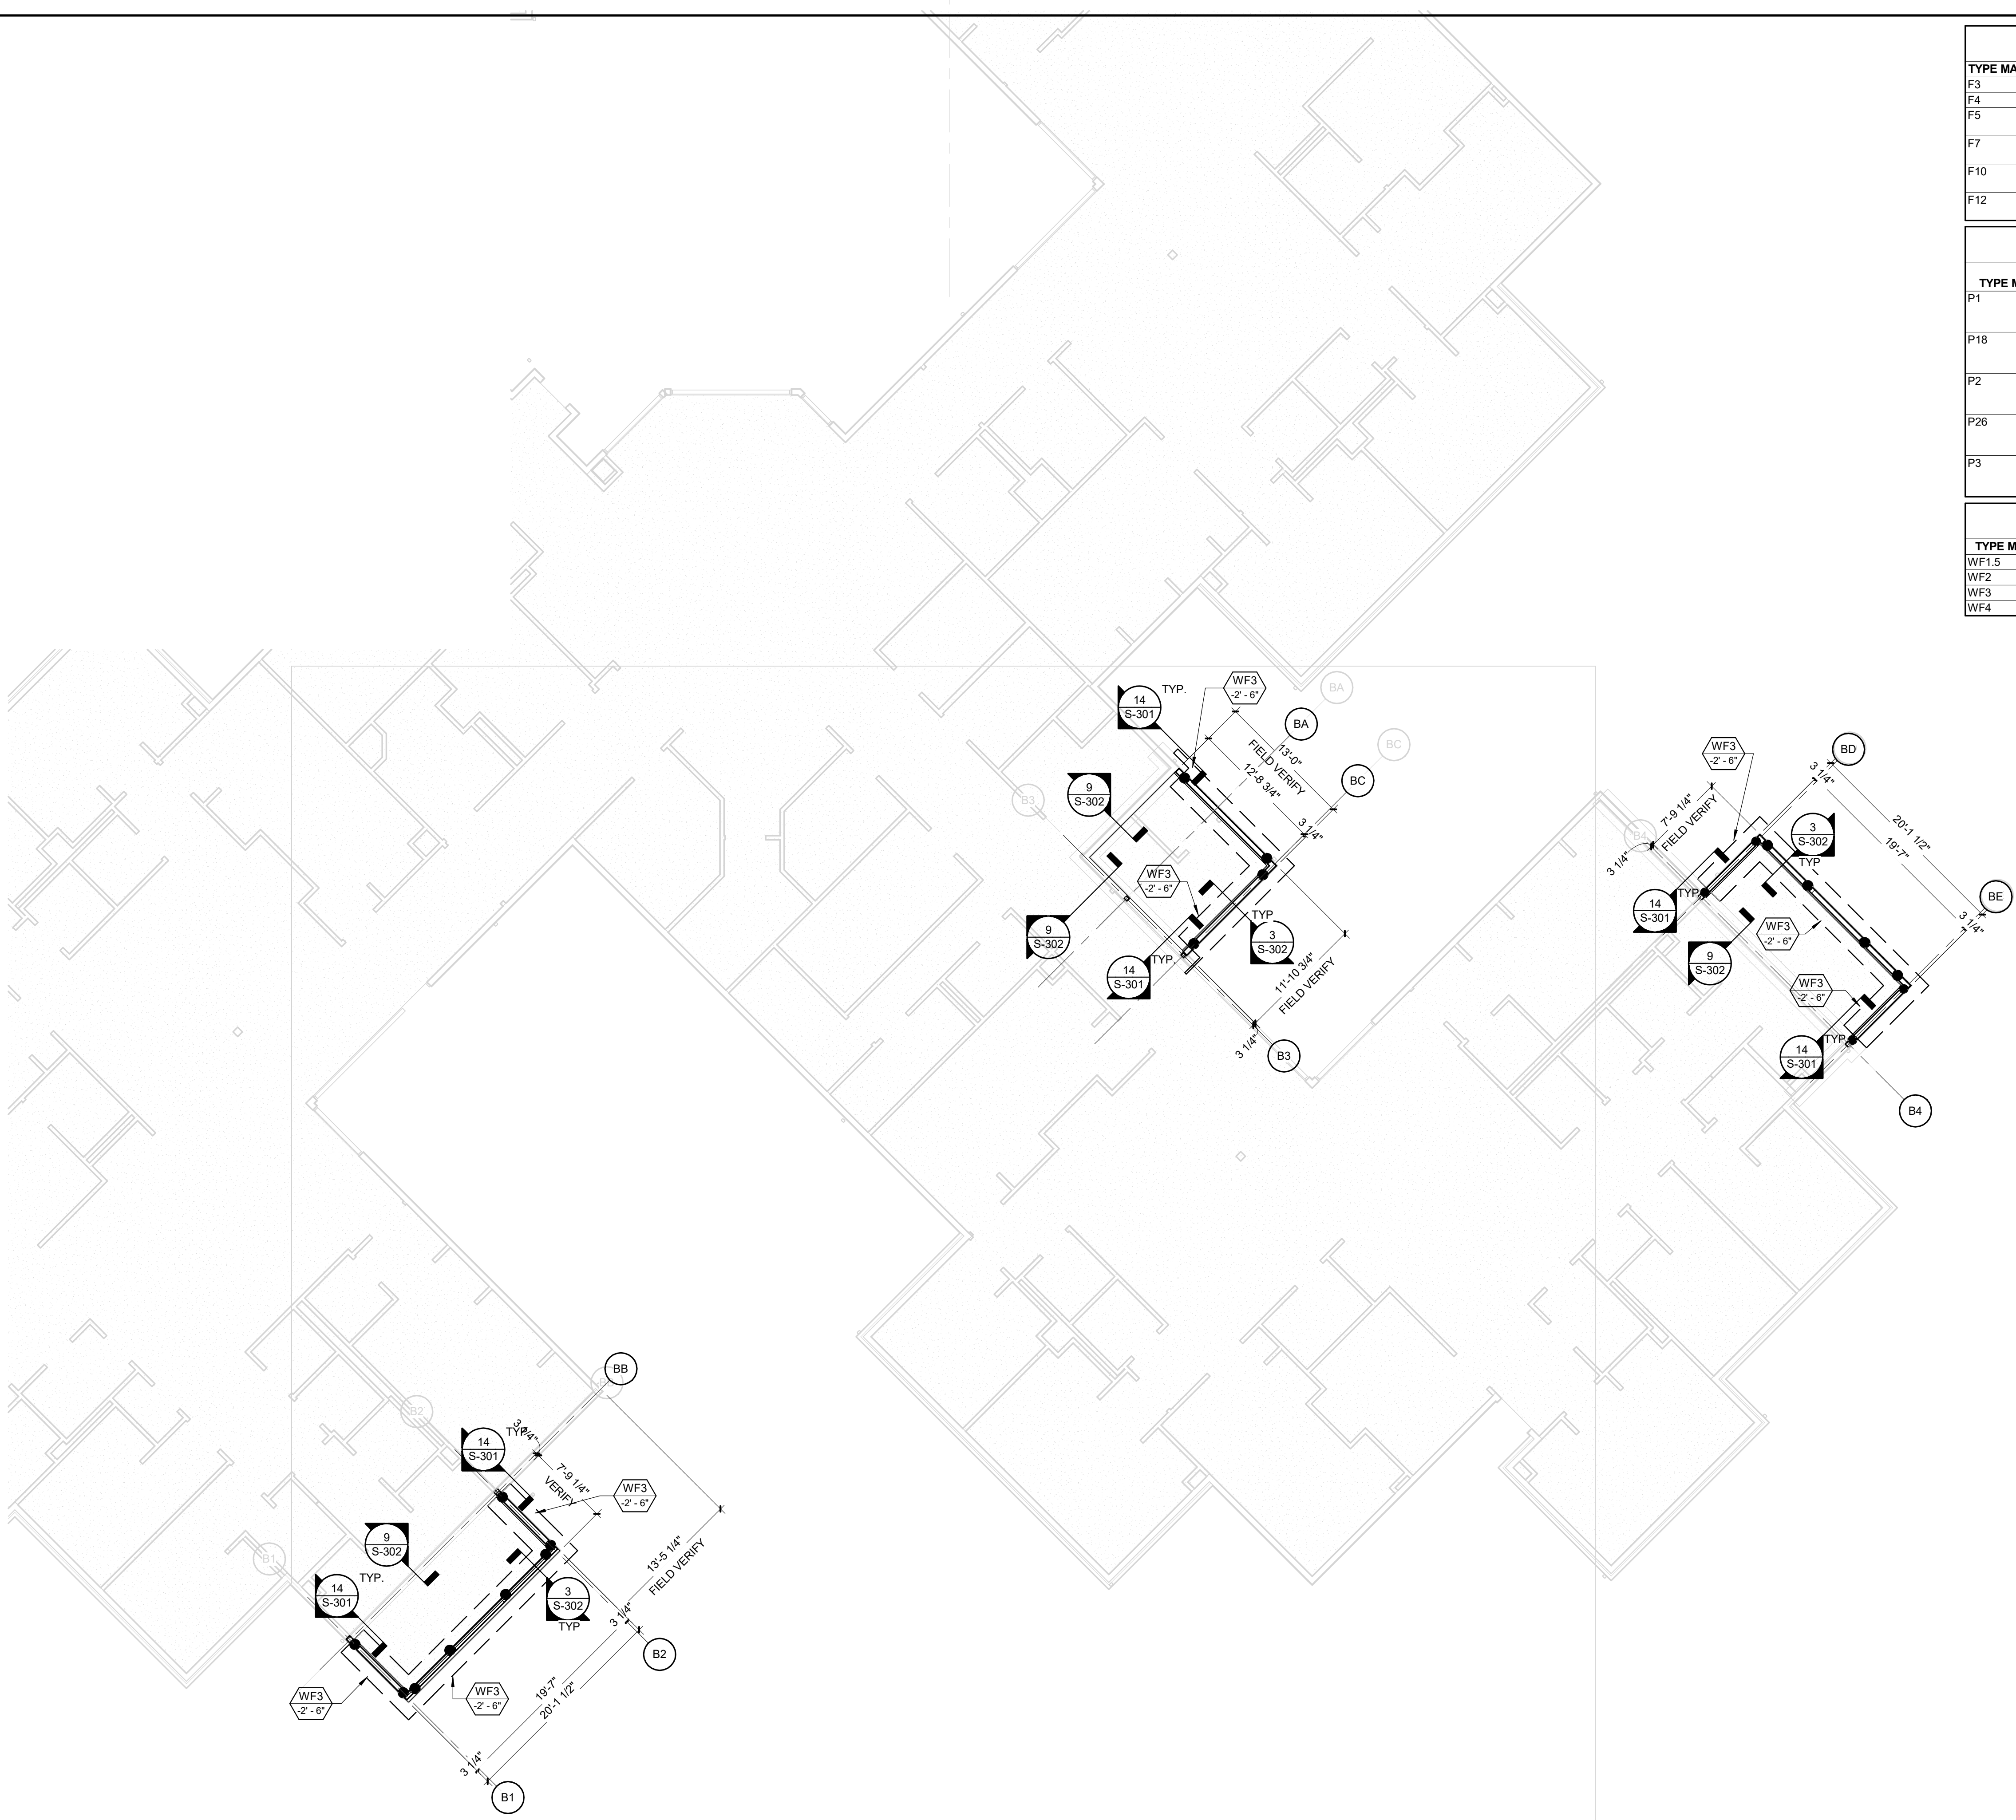 TYPE MA
F3
F4
F5
F7
F10
F12
TYPE M
P1
P18
P2
P26
P3
TYPE M
WF1.5
WF2
WF3
WF4
14
S-301
TYP.
WF3
-2' - 6"
BA
BA
BC
BC
13'-0"
FIELD VERIFY
12'-8 3/4"
3 1/4"
9
S-302
B3
WF3
-2' - 6"
9
S-302
14
S-301
TYP.
TYP
3
S-302
11'-10 3/4"
FIELD VERIFY
3 1/4"
B3
WF3
-2' - 6"
BD
3 1/4"
7'-9 1/4"
FIELD VERIFY
B4
3 1/4"
3
S-302
TYP
20'-1 1/2"
19'-7"
BE
3 1/4"
14
S-301
TYP.
WF3
-2' - 6"
9
S-302
WF3
-2' - 6"
14
S-301
TYP.
B4
BB
B2
14
S-301
TYP.
3 1/4"
7'-9 1/4"
VERIFY
WF3
-2' - 6"
9
S-302
B1
14
S-301
TYP.
3
S-302
TYP
13'-5 1/4"
FIELD VERIFY
3 1/4"
B2
WF3
-2' - 6"
WF3
-2' - 6"
19'-7"
20'-1 1/2"
3 1/4"
B1